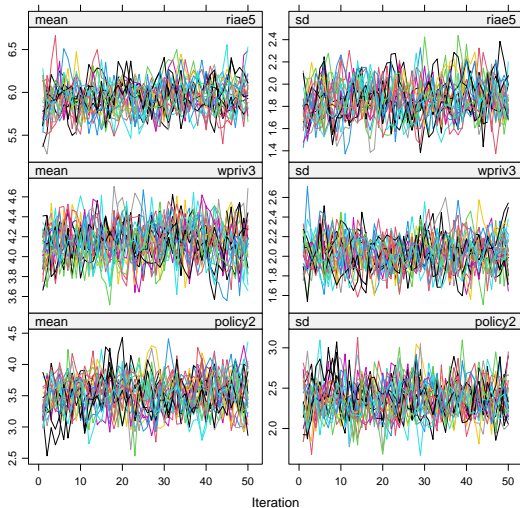 mean riae5 sd riae5
5.5 6.0 6.5
1.4 1.6 1.8 2.0 2.2 2.4
mean wpriv3 sd wpriv3
3.6 3.8 4.0 4.2 4.4 4.6
1.6 1.8 2.0 2.2 2.4 2.6
mean policy2 sd policy2
2.5 3.0 3.5 4.0 4.5
2.0 2.5 3.0
0 10 20 30 40 50 0 10 20 30 40 50
Iteration